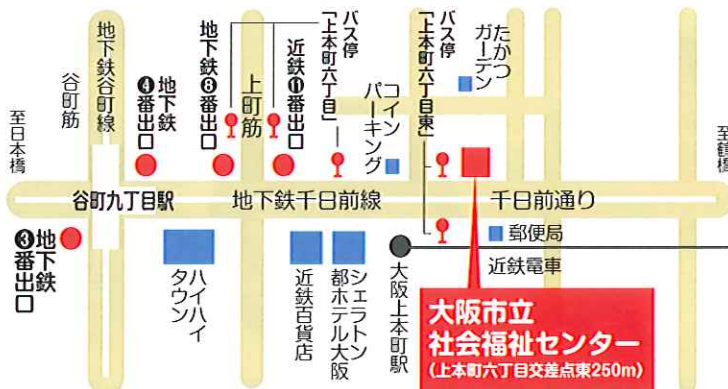 至日本橋
谷町筋
地下鉄谷町線
地下鉄
❹番出口
地下鉄❽番出口
上町筋
近鉄⓫番出口
バス停
「上本町六丁目」
コイン
パーキング
バス停
「上本町六丁目東」
たかつ
ガーデン
至鶴橋
谷町九丁目駅
地下鉄千日前線
千日前通り
地下鉄
❸番出口
ハイハイ
タウン
近鉄百貨店
シェラトン
都ホテル大阪
大阪上本町駅
郵便局
近鉄電車
大阪市立
社会福祉センター
(上本町六丁目交差点東250m)